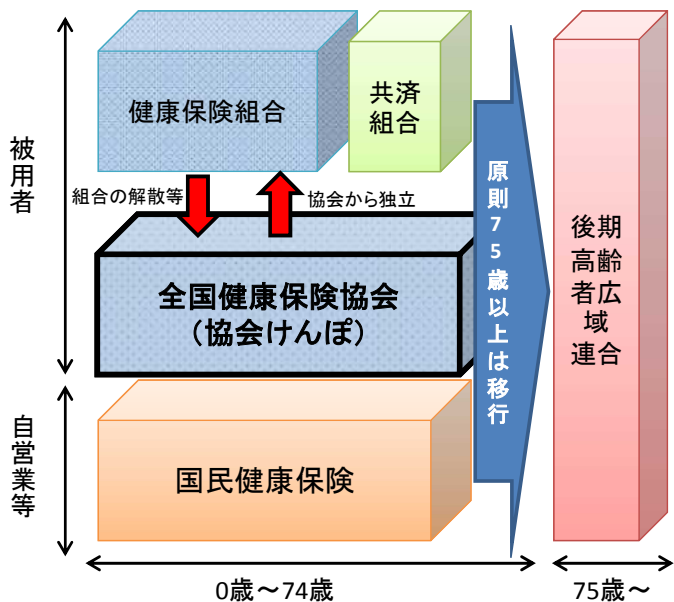 被用者
健康保険組合
共済
組合
組合の解散等
協会から独立
全国健康保険協会
（協会けんぽ）
自営業等
国民健康保険
原則75歳以上は移行
後期
高齢
者広
域
連合
0歳～74歳
75歳～